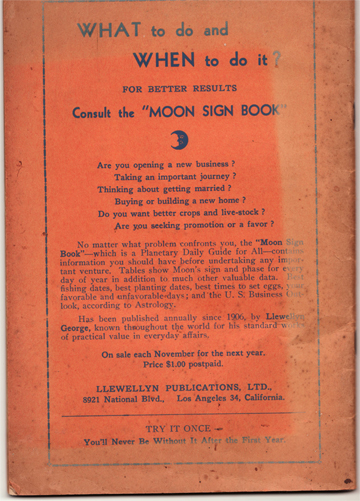 WHAT to do and
WHEN to do it?
FOR BETTER RESULTS
Consult the "MOON SIGN BOOK"
Are you opening a new business?
Taking an important journey?
Thinking about getting married?
Buying or building a new home?
Do you want better crops and live-stock?
Are you seeking promotion or a favor?
No matter what problem confronts you, the "Moon Sign
Book"—which is a Planetary Daily Guide for All—contains
information you should have before undertaking any impor-
tant venture. Tables show Moon's sign and phase for every
day of year in addition to much other valuable data. Best
fishing dates, best planting dates, best times to set eggs, your
favorable and unfavorable days; and the U. S. Business
look, according to Astrology.
Has been published annually since 1906, by Llewellyn
George, known throughout the world for his standard works
of practical value in everyday affairs.
On sale each November for the next year.
Price $1.00 postpaid.
LLEWELLYN PUBLICATIONS, LTD.,
8921 National Blvd., Los Angeles 34, California.
TRY IT ONCE—
You'll Never Be Without It After the First Year.